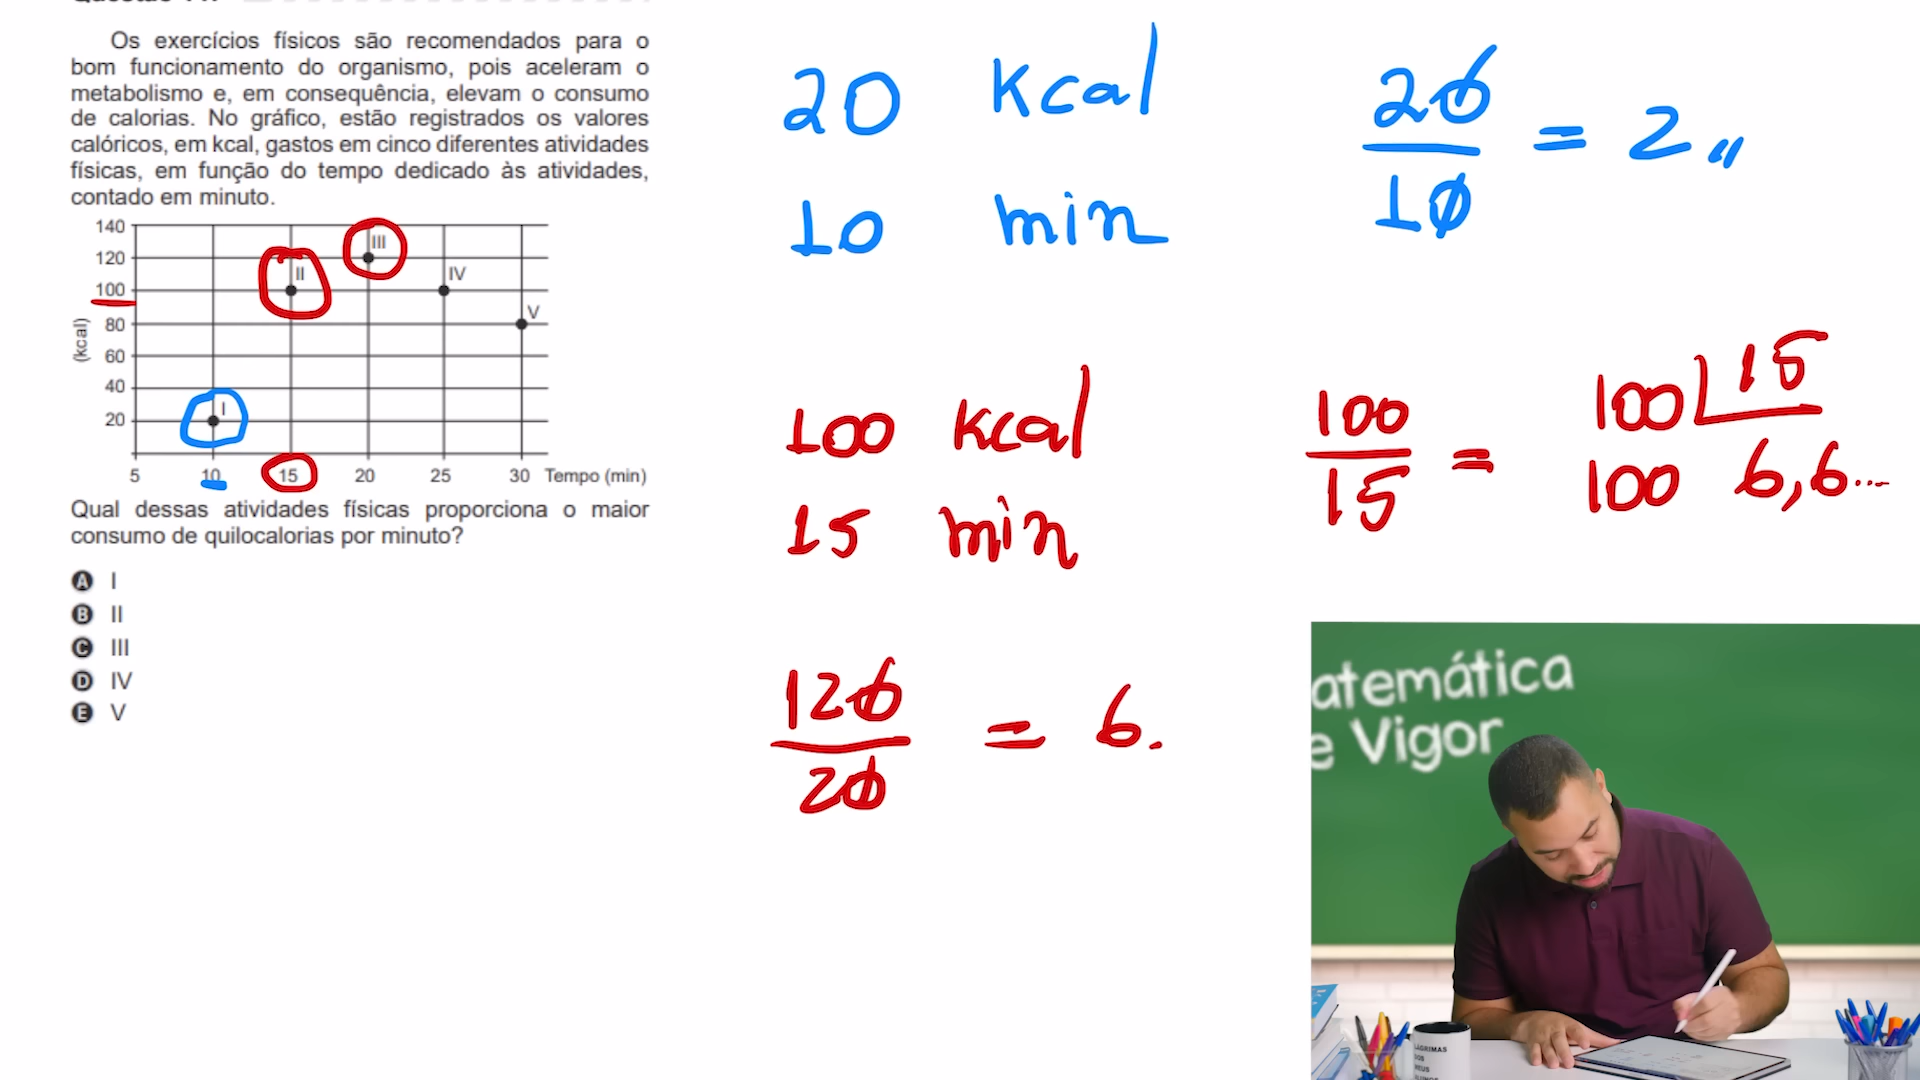 Os exercícios físicos são recomendados para o
bom funcionamento do organismo, pois aceleram o
metabolismo e, em consequência, elevam o consumo
de calorias. No gráfico, estão registrados os valores
calóricos, em kcal, gastos em cinco diferentes atividades
físicas, em função do tempo dedicado às atividades,
contado em minuto.
140
120
100
80
60
40
20
(kcal)
I
II
III
IV
V
5 10 15 20 25 30 Tempo (min)
Qual dessas atividades físicas proporciona o maior
consumo de quilocalorias por minuto?
A I
B II
C III
D IV
E V
20 Kcal
10 min
20
10
= 2
100 Kcal
15 min
100
15
=
100 15
100 6,6...
120
20
= 6.
atemática
e Vigor
LÁGRIMAS
DOS
MEUS